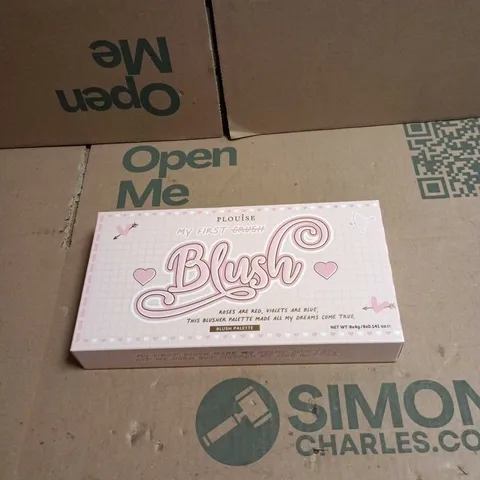 Open
Me
Open
Me
PLOUISE
MY FIRST CRUSH
Blush
ROSES ARE RED, VIOLETS ARE BLUE,
THIS BLUSHER PALETTE MADE ALL MY DREAMS COME TRUE.
BLUSH PALETTE
SIMON
CHARLES.CO